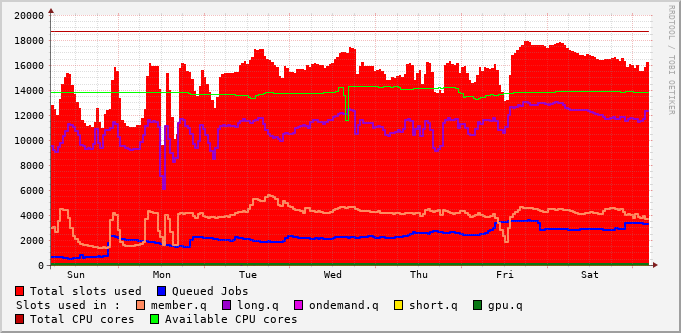 20000
18000
16000
14000
12000
10000
8000
6000
4000
2000
0
Sun Mon Tue Wed Thu Fri Sat
RRDTOOL / TOBI OETIKER
Total slots used Queued Jobs
Slots used in : member.q long.q ondemand.q short.q gpu.q
Total CPU cores Available CPU cores